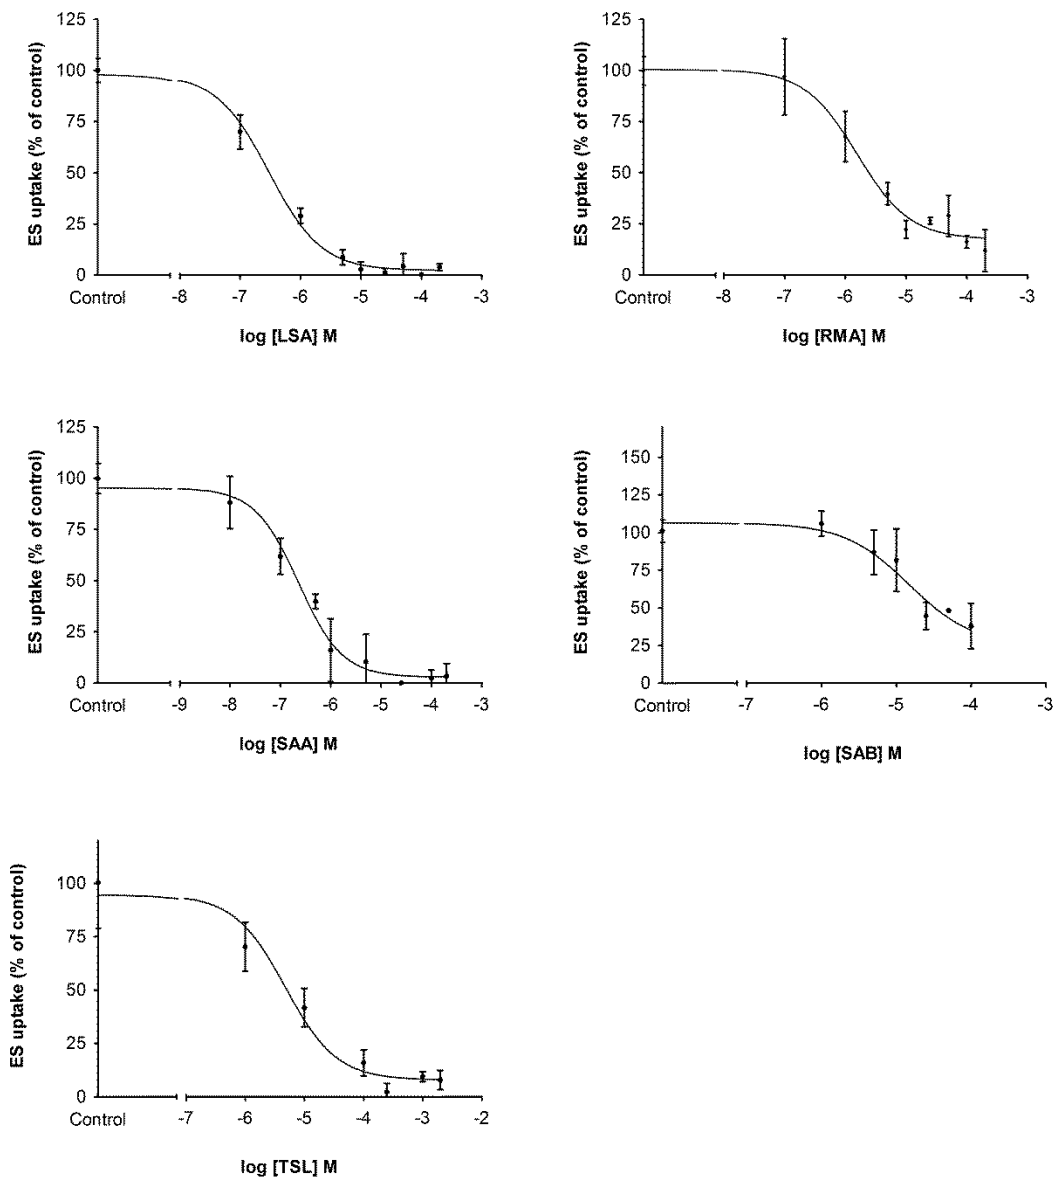 ES uptake (% of control)
125
100
75
50
25
0
Control -8 -7 -6 -5 -4 -3
log [LSA] M
ES uptake (% of control)
125
100
75
50
25
0
Control -8 -7 -6 -5 -4 -3
log [RMA] M
ES uptake (% of control)
125
100
75
50
25
0
Control -9 -8 -7 -6 -5 -4 -3
log [SAA] M
ES uptake (% of control)
150
125
100
75
50
25
0
Control -7 -6 -5 -4 -3
log [SAB] M
ES uptake (% of control)
100
75
50
25
0
Control -7 -6 -5 -4 -3 -2
log [TSL] M